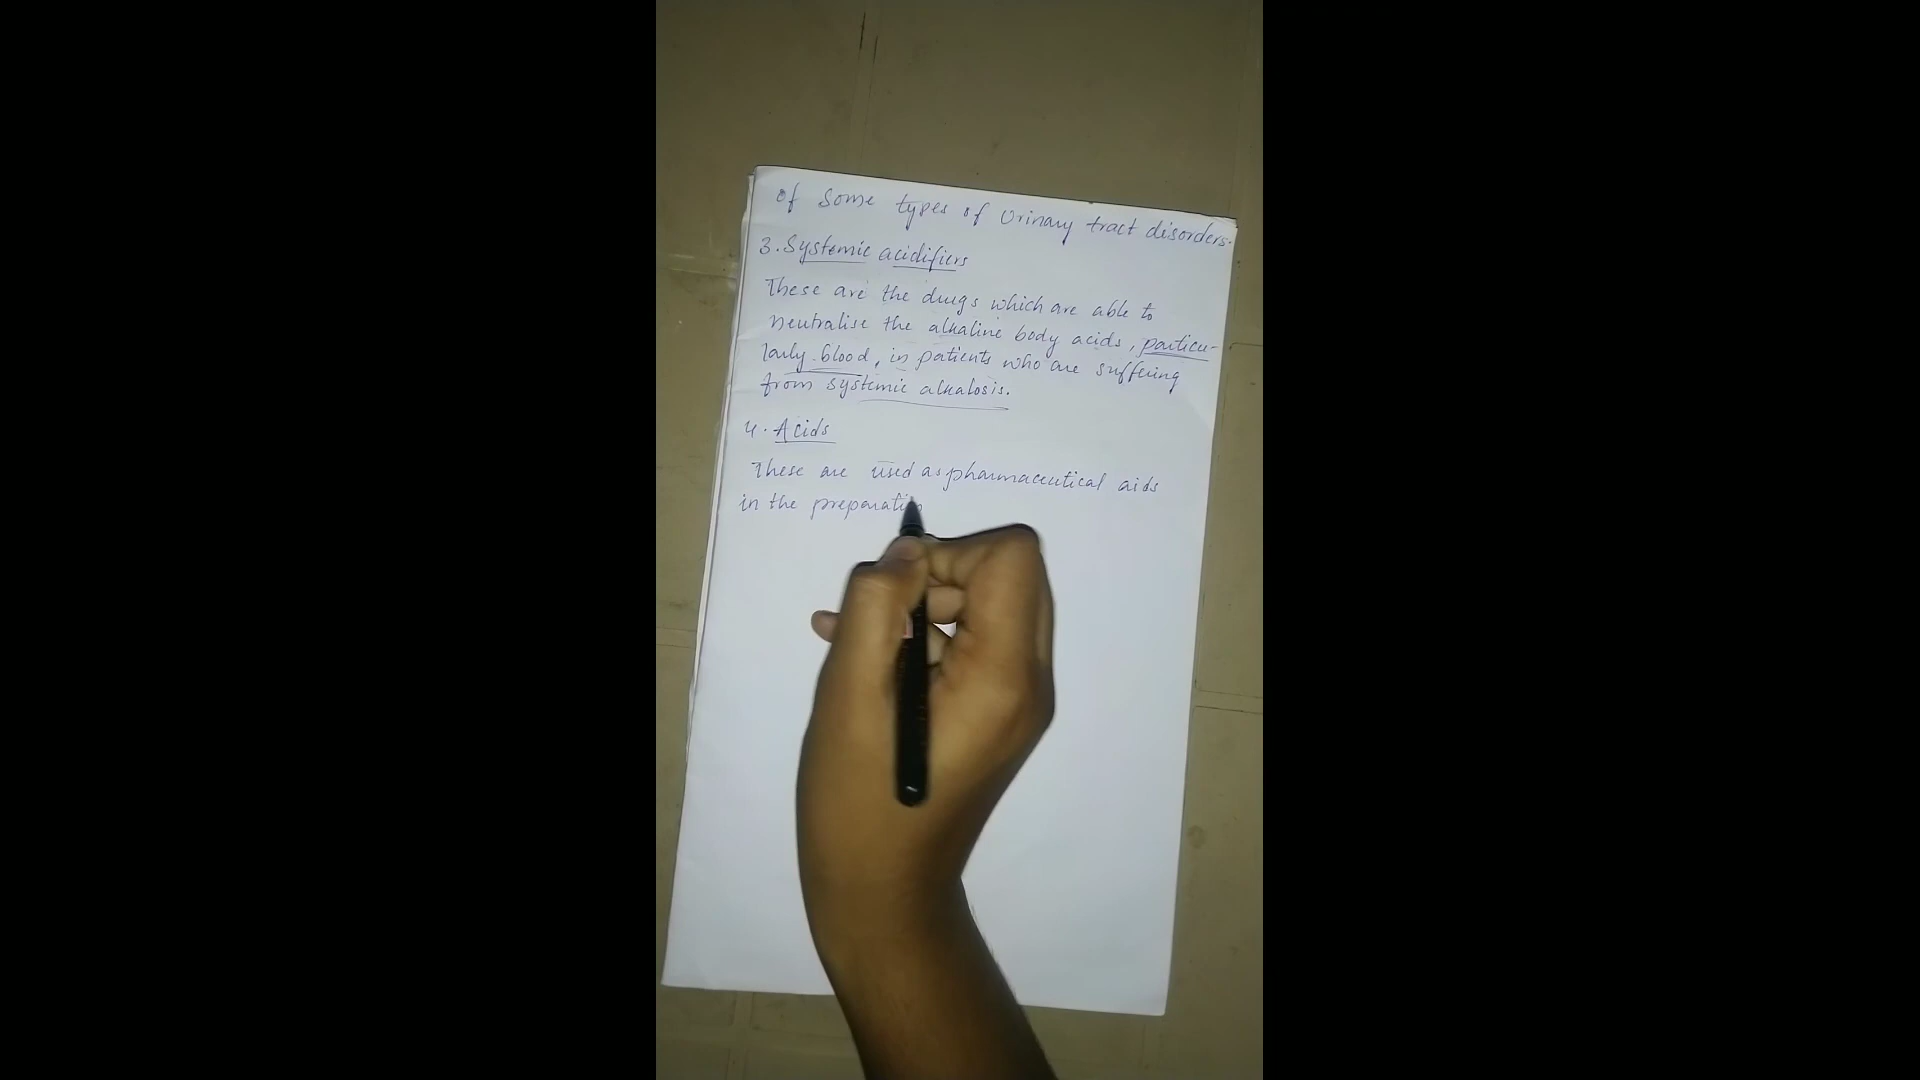 of some types of Urinary tract disorders.
3. Systemic acidifiers
These are the drugs which are able to
neutralise the alkaline body acids, particu-
larly blood, in patients who are suffering
from systemic alkalosis.
4. Acids
These are used as pharmaceutical aids
in the preparation